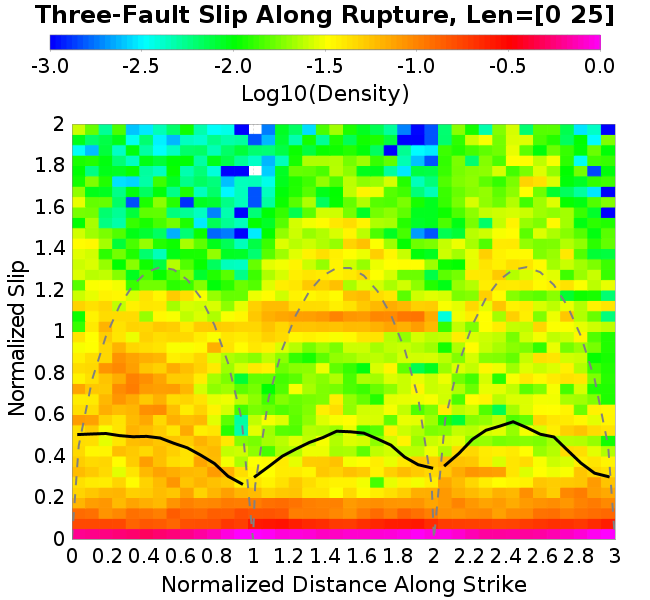 Three-Fault Slip Along Rupture, Len=[0 25]
-3.0 -2.5 -2.0 -1.5 -1.0 -0.5 0.0
Log10(Density)
2
1.8
1.6
1.4
1.2
1
0.8
0.6
0.4
0.2
0
Normalized Slip
0 0.2 0.4 0.6 0.8 1 1.2 1.4 1.6 1.8 2 2.2 2.4 2.6 2.8 3
Normalized Distance Along Strike